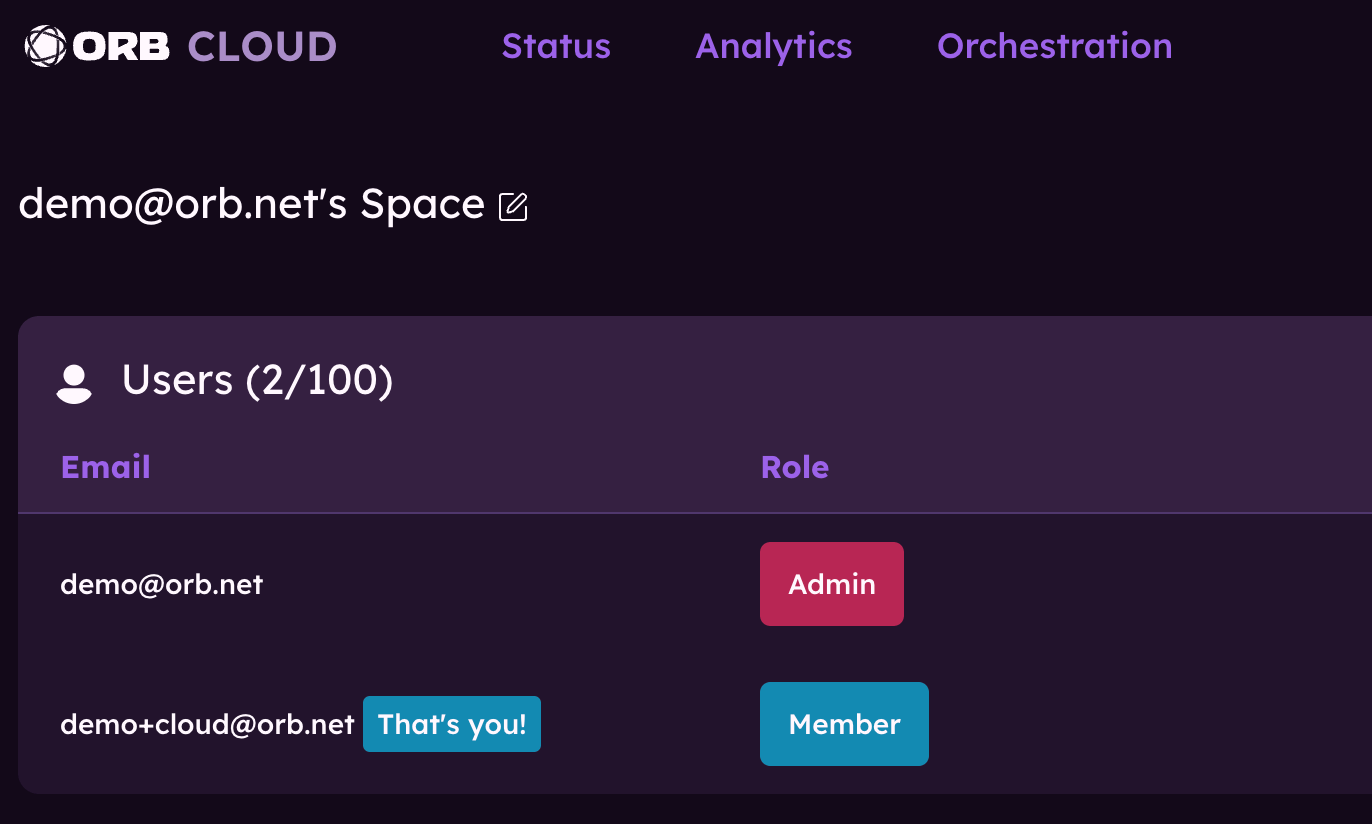 ORB CLOUD Status Analytics Orchestration
demo@orb.net's Space
Users (2/100)
Email Role
demo@orb.net Admin
demo+cloud@orb.net That's you! Member